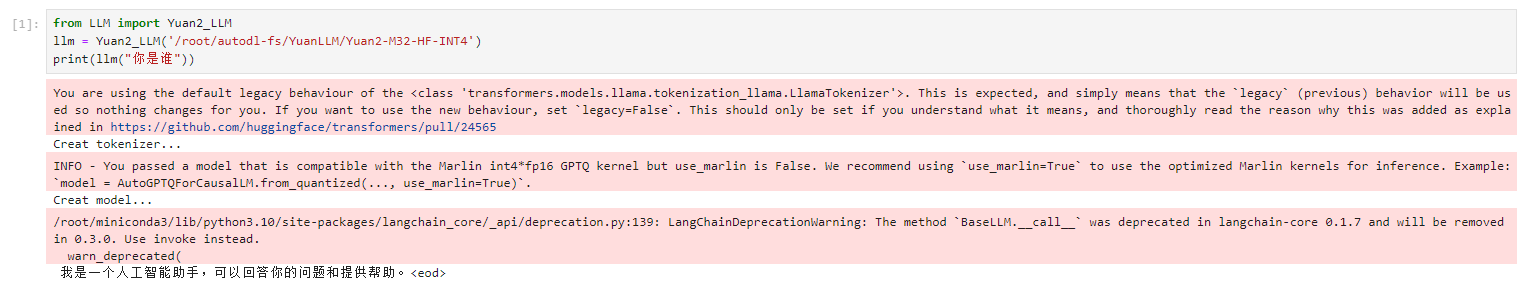 [1]: from LLM import Yuan2_LLM
llm = Yuan2_LLM('/root/autodl-fs/YuanLLM/Yuan2-M32-HF-INT4')
print(llm("你是谁"))
You are using the default legacy behaviour of the <class 'transformers.models.llama.tokenization_llama.LlamaTokenizer'>. This is expected, and simply means that the `legacy` (previous) behavior will be us
ed so nothing changes for you. If you want to use the new behaviour, set `legacy=False`. This should only be set if you understand what it means, and thoroughly read the reason why this was added as expla
ined in https://github.com/huggingface/transformers/pull/24565
Creat tokenizer...
INFO - You passed a model that is compatible with the Marlin int4*fp16 GPTQ kernel but use_marlin is False. We recommend using `use_marlin=True` to use the optimized Marlin kernels for inference. Example:
`model = AutoGPTQForCausalLM.from_quantized(..., use_marlin=True)`.
Creat model...
/root/miniconda3/lib/python3.10/site-packages/langchain_core/_api/deprecation.py:139: LangChainDeprecationWarning: The method `BaseLLM.__call__` was deprecated in langchain-core 0.1.7 and will be removed
in 0.3.0. Use invoke instead.
warn_deprecated(
我是一个人工智能助手，可以回答你的问题和提供帮助。<eod>